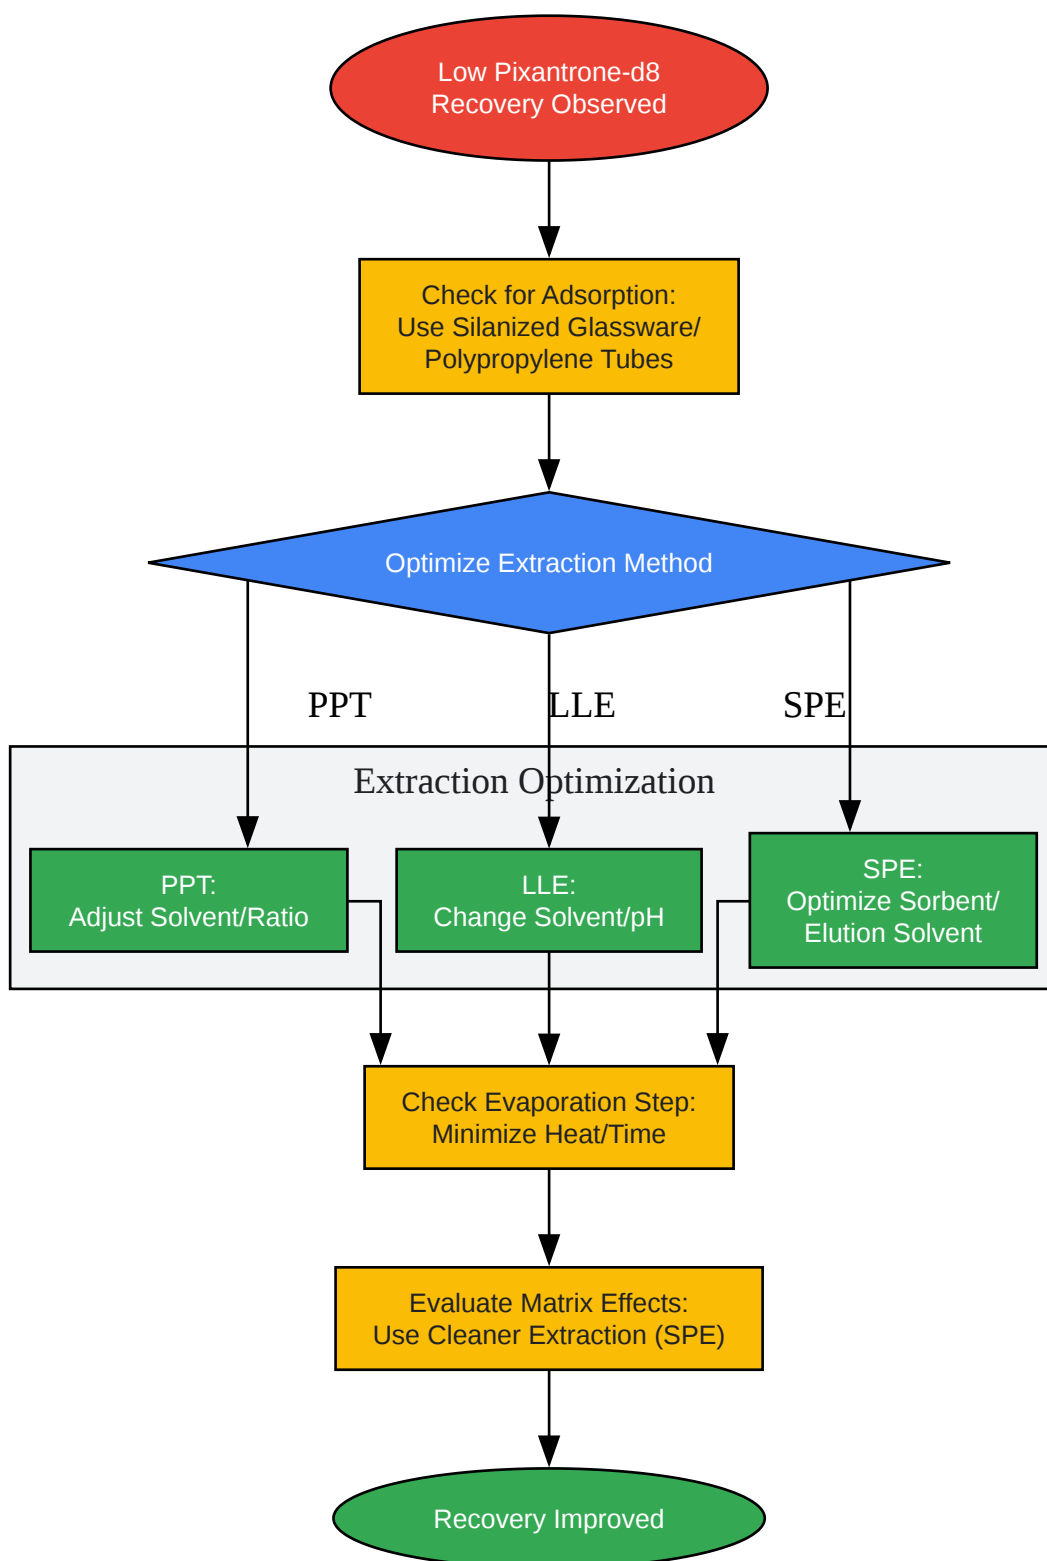 Low Pixantrone-d8
Recovery Observed
Check for Adsorption:
Use Silanized Glassware/
Polypropylene Tubes
Optimize Extraction Method
PPT
LLE
SPE
Extraction Optimization
PPT:
Adjust Solvent/Ratio
LLE:
Change Solvent/pH
SPE:
Optimize Sorbent/
Elution Solvent
Check Evaporation Step:
Minimize Heat/Time
Evaluate Matrix Effects:
Use Cleaner Extraction (SPE)
Recovery Improved